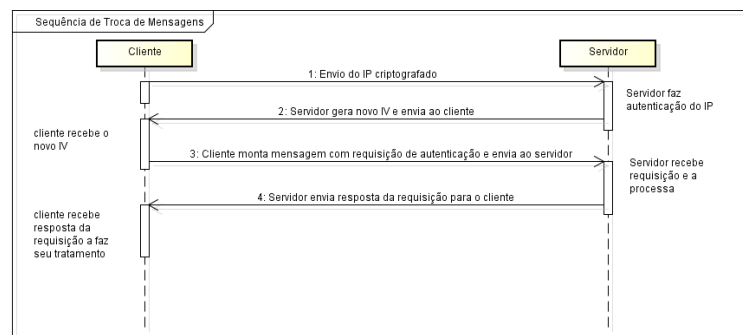 Sequência de Troca de Mensagens
Cliente
Servidor
1: Envio do IP criptografado
Servidor faz
autenticação do IP
2: Servidor gera novo IV e envia ao cliente
cliente recebe o
novo IV
3: Cliente monta mensagem com requisição de autenticação e envia ao servidor
Servidor recebe
requisição e a
processa
4: Servidor envia resposta da requisição para o cliente
cliente recebe
resposta da
requisição a faz
seu tratamento